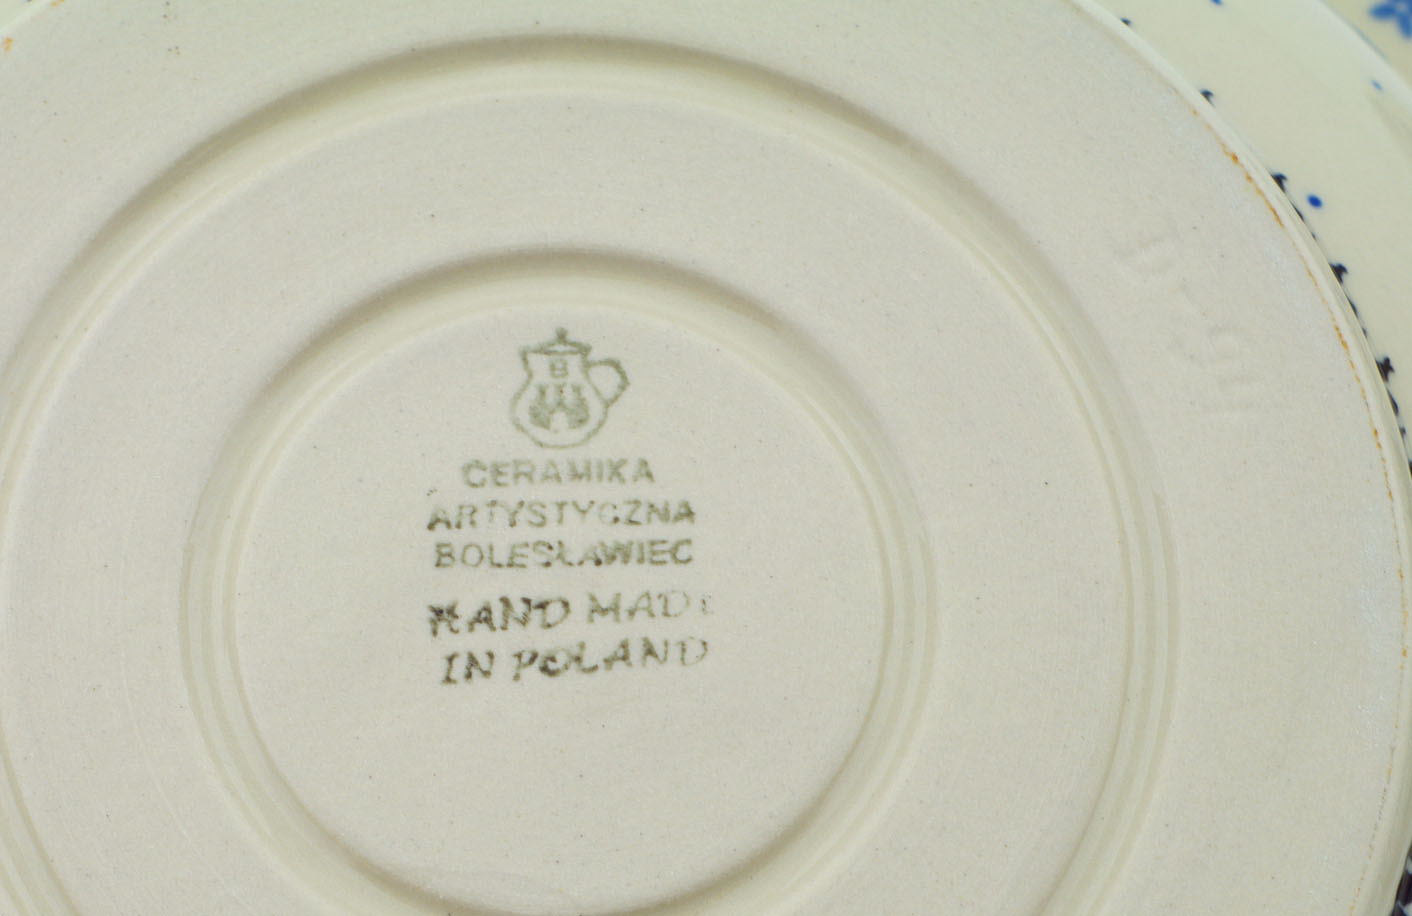 B
CERAMIKA
ARTYSTYCZNA
BOLESŁAWIEC
HAND MADE
IN POLAND